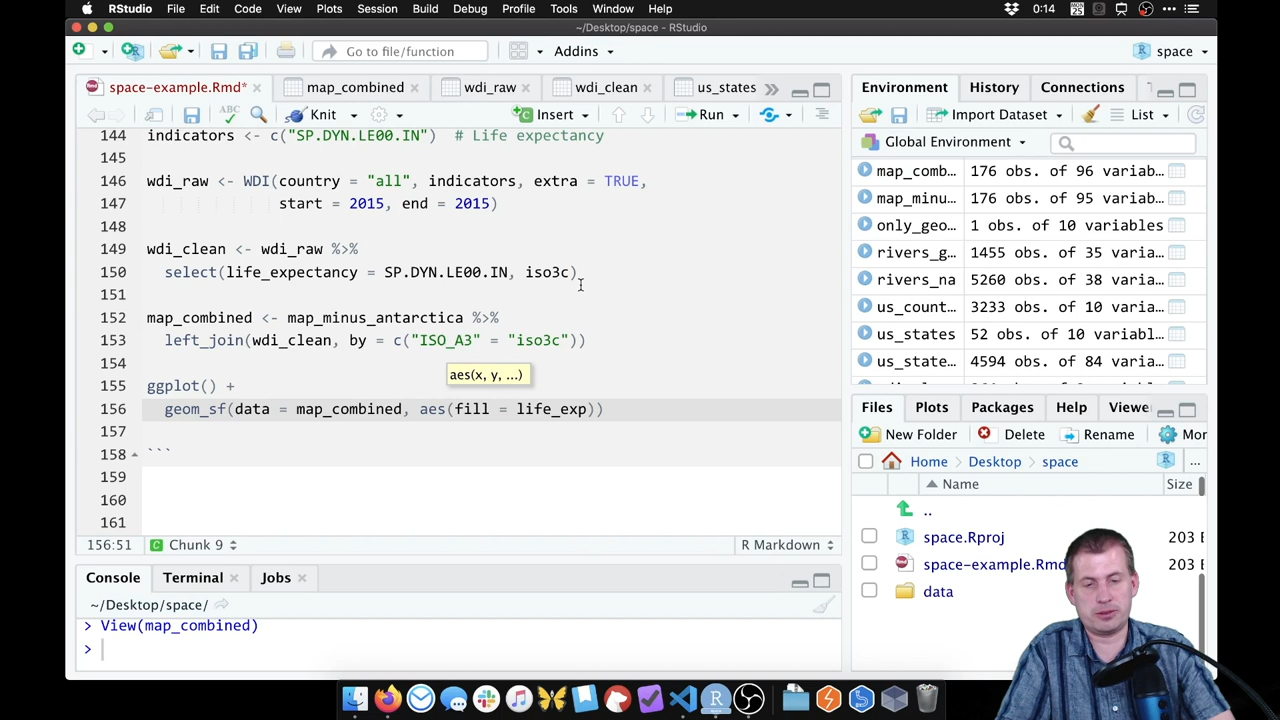 RStudio File Edit Code View Plots Session Build Debug Profile Tools Window Help 0:14 MON 25
~/Desktop/space - RStudio
Go to file/function Addins space
space-example.Rmd* map_combined wdi_raw wdi_clean us_states
Knit Insert Run
144 indicators <- c("SP.DYN.LE00.IN")  # Life expectancy
145
146 wdi_raw <- WDI(country = "all", indicators, extra = TRUE,
147 start = 2015, end = 2015)
148
149 wdi_clean <- wdi_raw %>%
150 select(life_expectancy = SP.DYN.LE00.IN, iso3c)
151
152 map_combined <- map_minus_antarctica %>%
153 left_join(wdi_clean, by = c("ISO_A3" = "iso3c"))
154
aes(x, y, ...)
155 ggplot() +
156 geom_sf(data = map_combined, aes(fill = life_exp))
157
158 ```
159
160
161
156:51 Chunk 9 R Markdown
Console Terminal Jobs
~/Desktop/space/
> View(map_combined)
>
Environment History Connections
Import Dataset List
Global Environment
map_comb… 176 obs. of 96 variab…
map_minu… 176 obs. of 95 variab…
only_geo… 1 obs. of 10 variables
rivers_g… 1455 obs. of 35 varia…
rivers_na 5260 obs. of 38 varia…
us_count… 3233 obs. of 10 varia…
us_states 52 obs. of 10 variabl…
us_state… 4594 obs. of 84 varia…
Files Plots Packages Help Viewe
New Folder Delete Rename Mor
Home Desktop space ...
Name Size
..
space.Rproj 203
space-example.Rmd 203
data